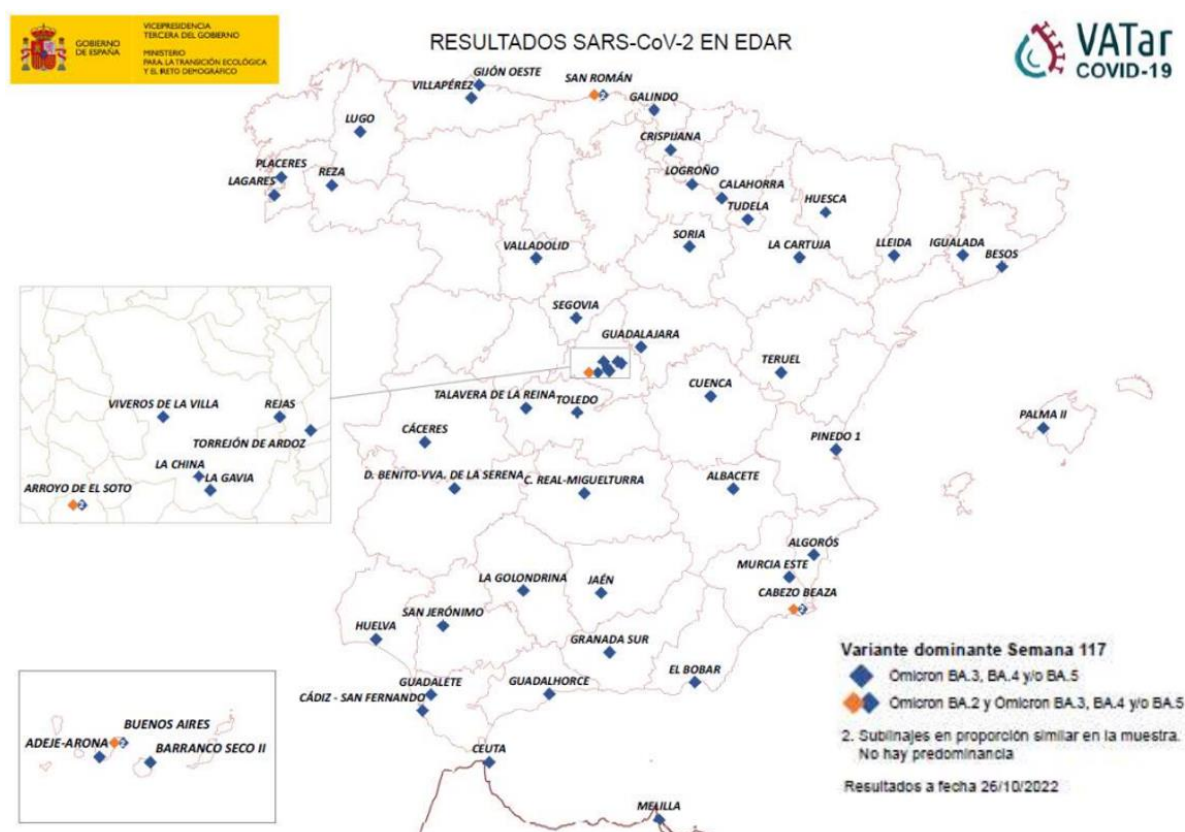 GOBIERNO
DE ESPAÑA
VICEPRESIDENCIA
TERCERA DEL GOBIERNO
MINISTERIO
PARA LA TRANSICIÓN ECOLÓGICA
Y EL RETO DEMOGRÁFICO
RESULTADOS SARS-CoV-2 EN EDAR
VATar
COVID-19
GIJÓN OESTE
VILLAPÉREZ
SAN ROMÁN
GALINDO
LUGO
CRISPIJANA
PLACERES
REZA
LAGARES
LOGROÑO
CALAHORRA
TUDELA
HUESCA
VALLADOLID
SORIA
LA CARTUJA
LLEIDA
IGUALADA
BESOS
SEGOVIA
GUADALAJARA
TERUEL
CUENCA
TALAVERA DE LA REINA
TOLEDO
PALMA II
VIVEROS DE LA VILLA
REJAS
TORREJÓN DE ARDOZ
LA CHINA
LA GAVIA
ARROYO DE EL SOTO
2
CÁCERES
PINEDO 1
D. BENITO-VVA. DE LA SERENA
C. REAL-MIGUELTURRA
ALBACETE
ALGORÓS
MURCIA ESTE
CABEZO BEAZA
2
LA GOLONDRINA
JAÉN
SAN JERÓNIMO
HUELVA
GRANADA SUR
EL BOBAR
GUADALETE
GUADALHORCE
CÁDIZ - SAN FERNANDO
CEUTA
MELILLA
BUENOS AIRES
ADEJE-ARONA
2
BARRANCO SECO II
Variante dominante Semana 117
Ómicron BA.3, BA.4 y/o BA.5
Ómicron BA.2 y Ómicron BA.3, BA.4 y/o BA.5
2. Sublinajes en proporción similar en la muestra.
No hay predominancia
Resultados a fecha 26/10/2022